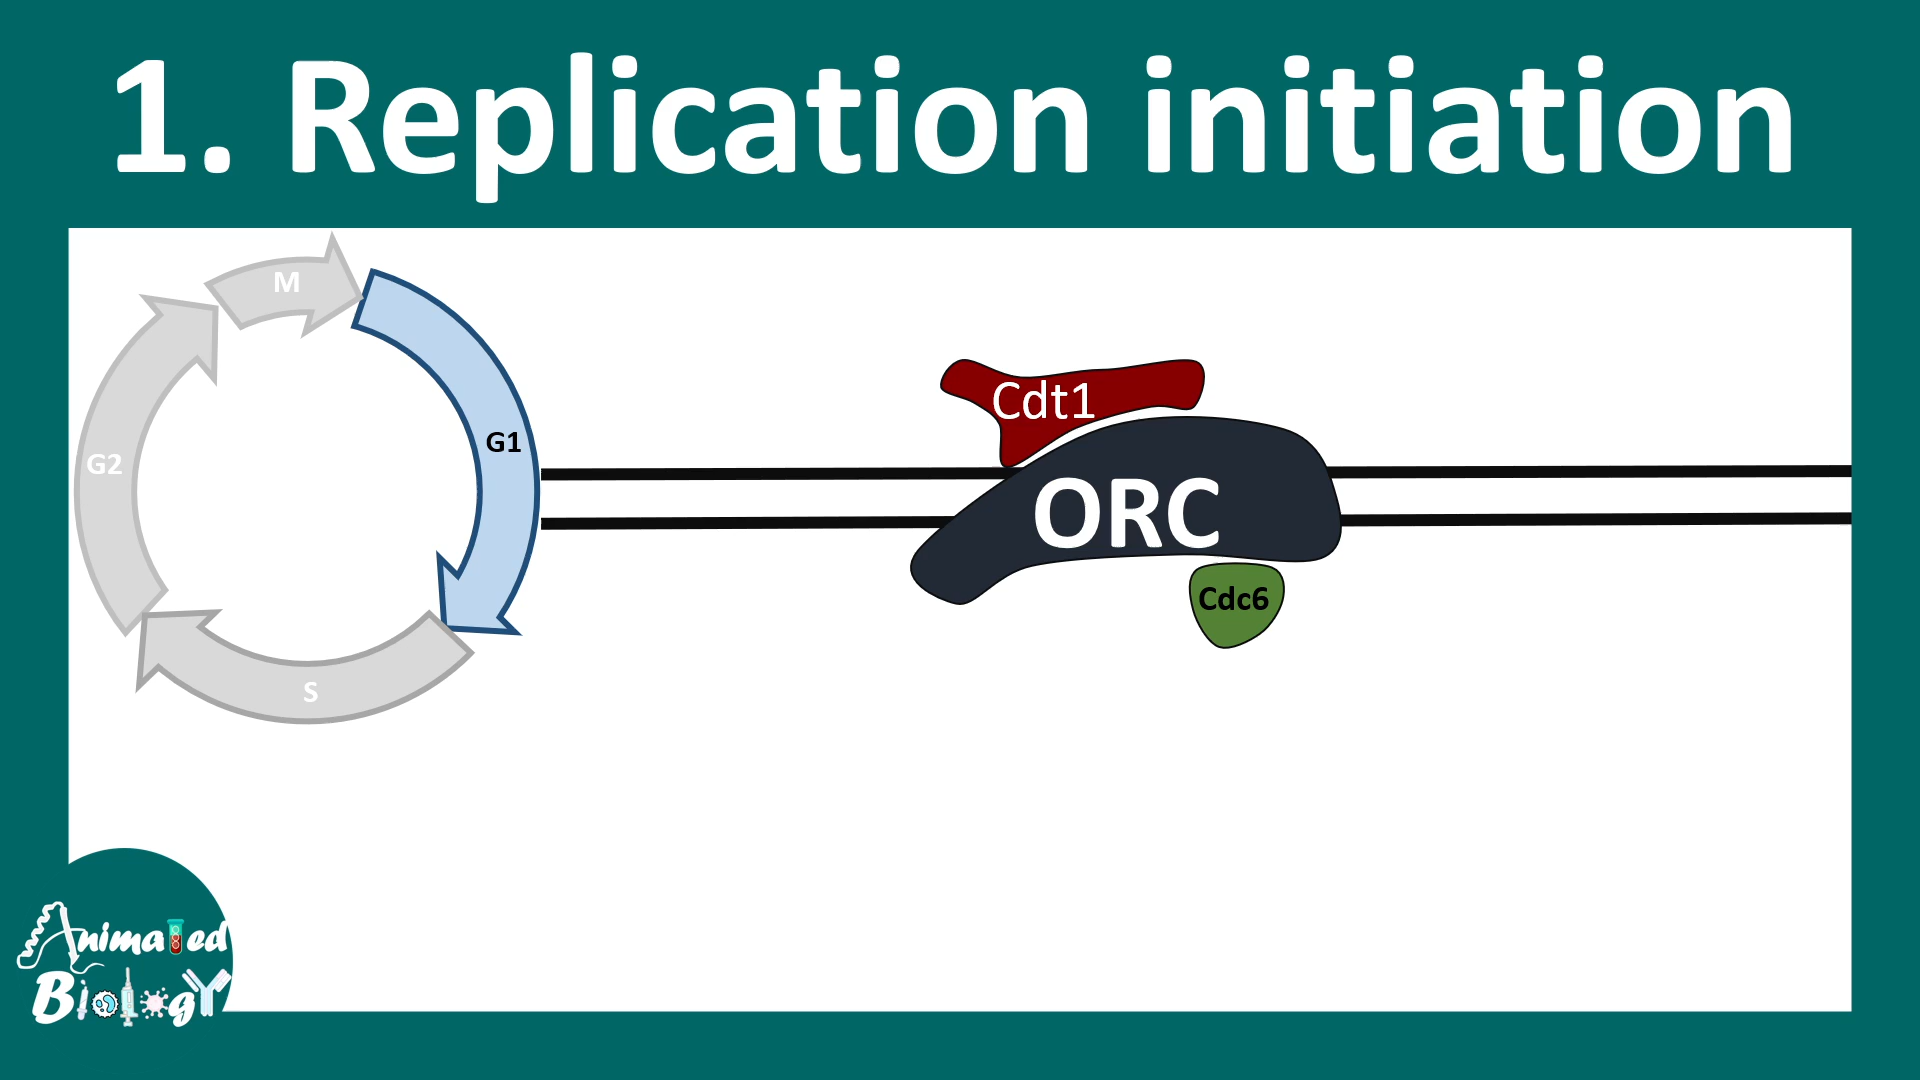 1. Replication initiation
M
G1
G2
S
Cdt1
ORC
Cdc6
Animated
Biology